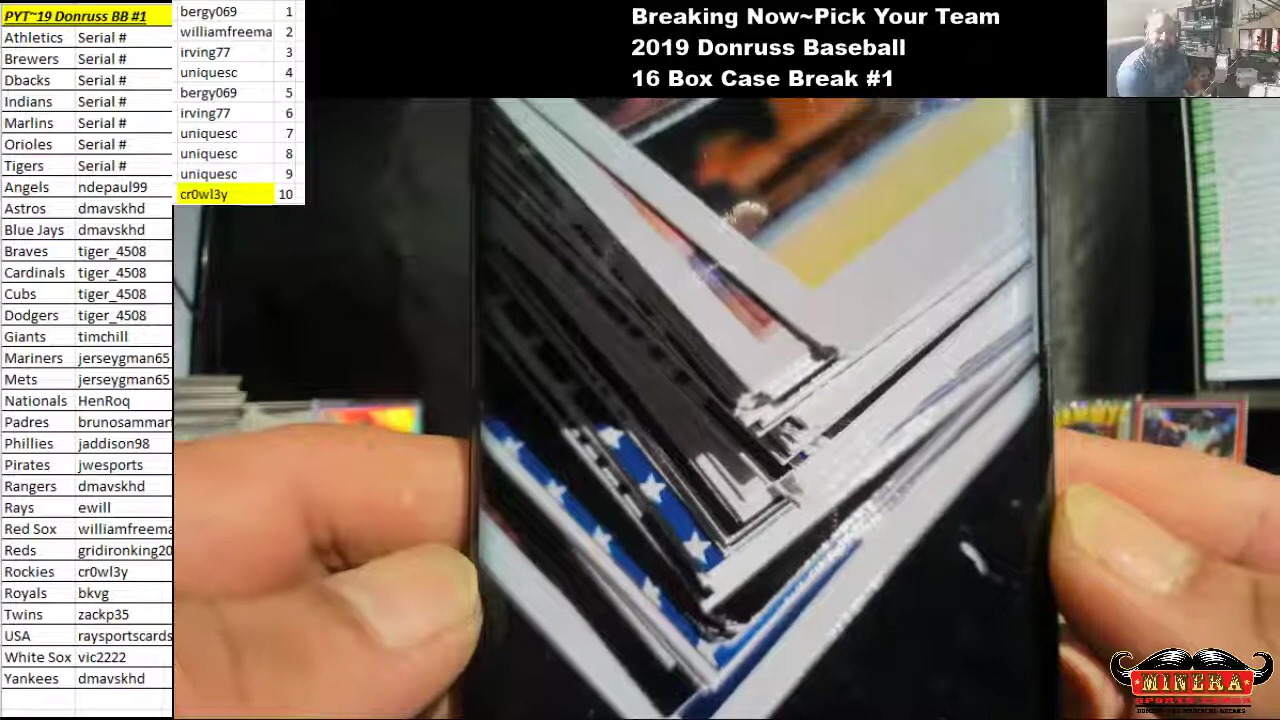 PYT~19 Donruss BB #1
Athletics Serial #
Brewers Serial #
Dbacks Serial #
Indians Serial #
Marlins Serial #
Orioles Serial #
Tigers Serial #
Angels ndepaul99
Astros dmavskhd
Blue Jays dmavskhd
Braves tiger_4508
Cardinals tiger_4508
Cubs tiger_4508
Dodgers tiger_4508
Giants timchill
Mariners jerseygman65
Mets jerseygman65
Nationals HenRoq
Padres brunosammar
Phillies jaddison98
Pirates jwesports
Rangers dmavskhd
Rays ewill
Red Sox williamfreema
Reds gridironking20
Rockies cr0wl3y
Royals bkvg
Twins zackp35
USA raysportscards
White Sox vic2222
Yankees dmavskhd
bergy069 1
williamfreema 2
irving77 3
uniquesc 4
bergy069 5
irving77 6
uniquesc 7
uniquesc 8
uniquesc 9
cr0wl3y 10
Breaking Now~Pick Your Team
2019 Donruss Baseball
16 Box Case Break #1
MINERA
SPORTS CARDS